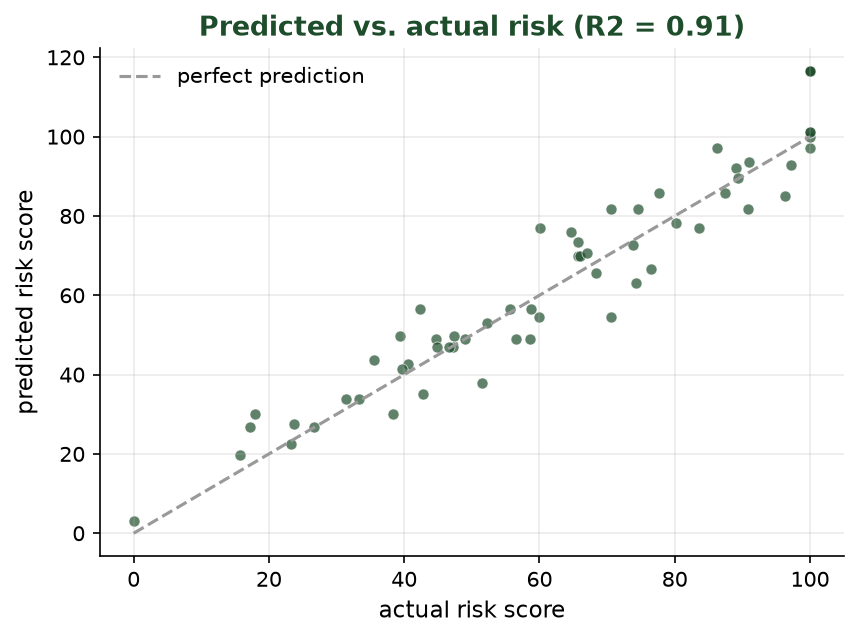 Predicted vs. actual risk (R2 = 0.91)
perfect prediction
predicted risk score
120
100
80
60
40
20
0
0 20 40 60 80 100
actual risk score